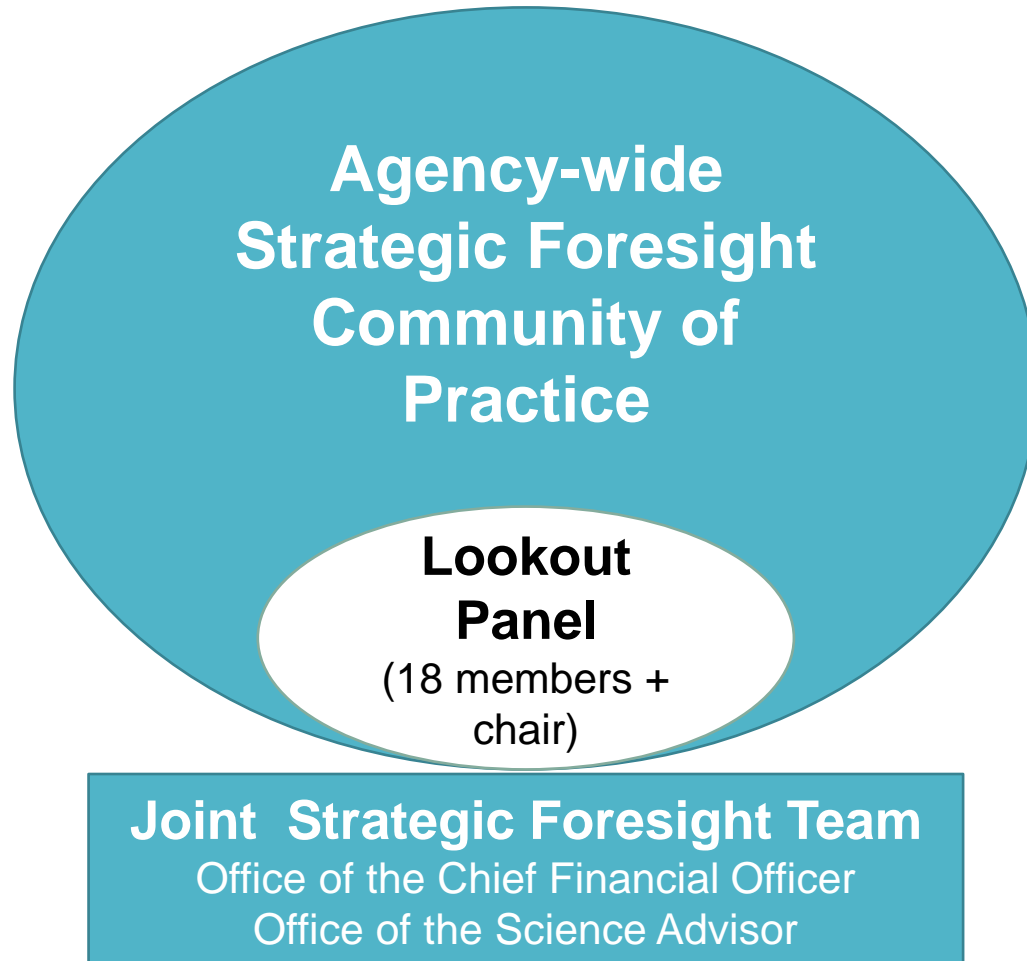 Agency-wide
Strategic Foresight
Community of
Practice
Lookout
Panel
(18 members +
chair)
Joint  Strategic Foresight Team
Office of the Chief Financial Officer
Office of the Science Advisor